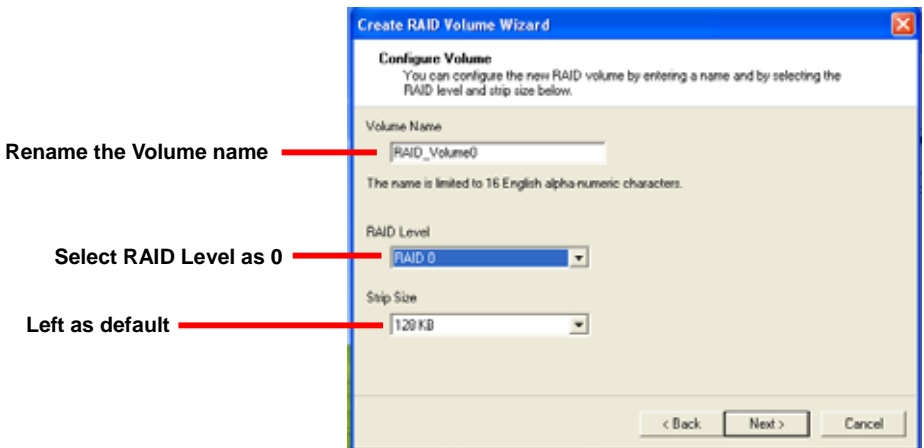 Create RAID Volume Wizard
Configure Volume
You can configure the new RAID volume by entering a name and by selecting the
RAID level and strip size below.
Volume Name
Rename the Volume name
RAID_Volume0
The name is limited to 16 English alpha-numeric characters.
RAID Level
Select RAID Level as 0
RAID 0
Strip Size
Left as default
128 KB
< Back
Next >
Cancel